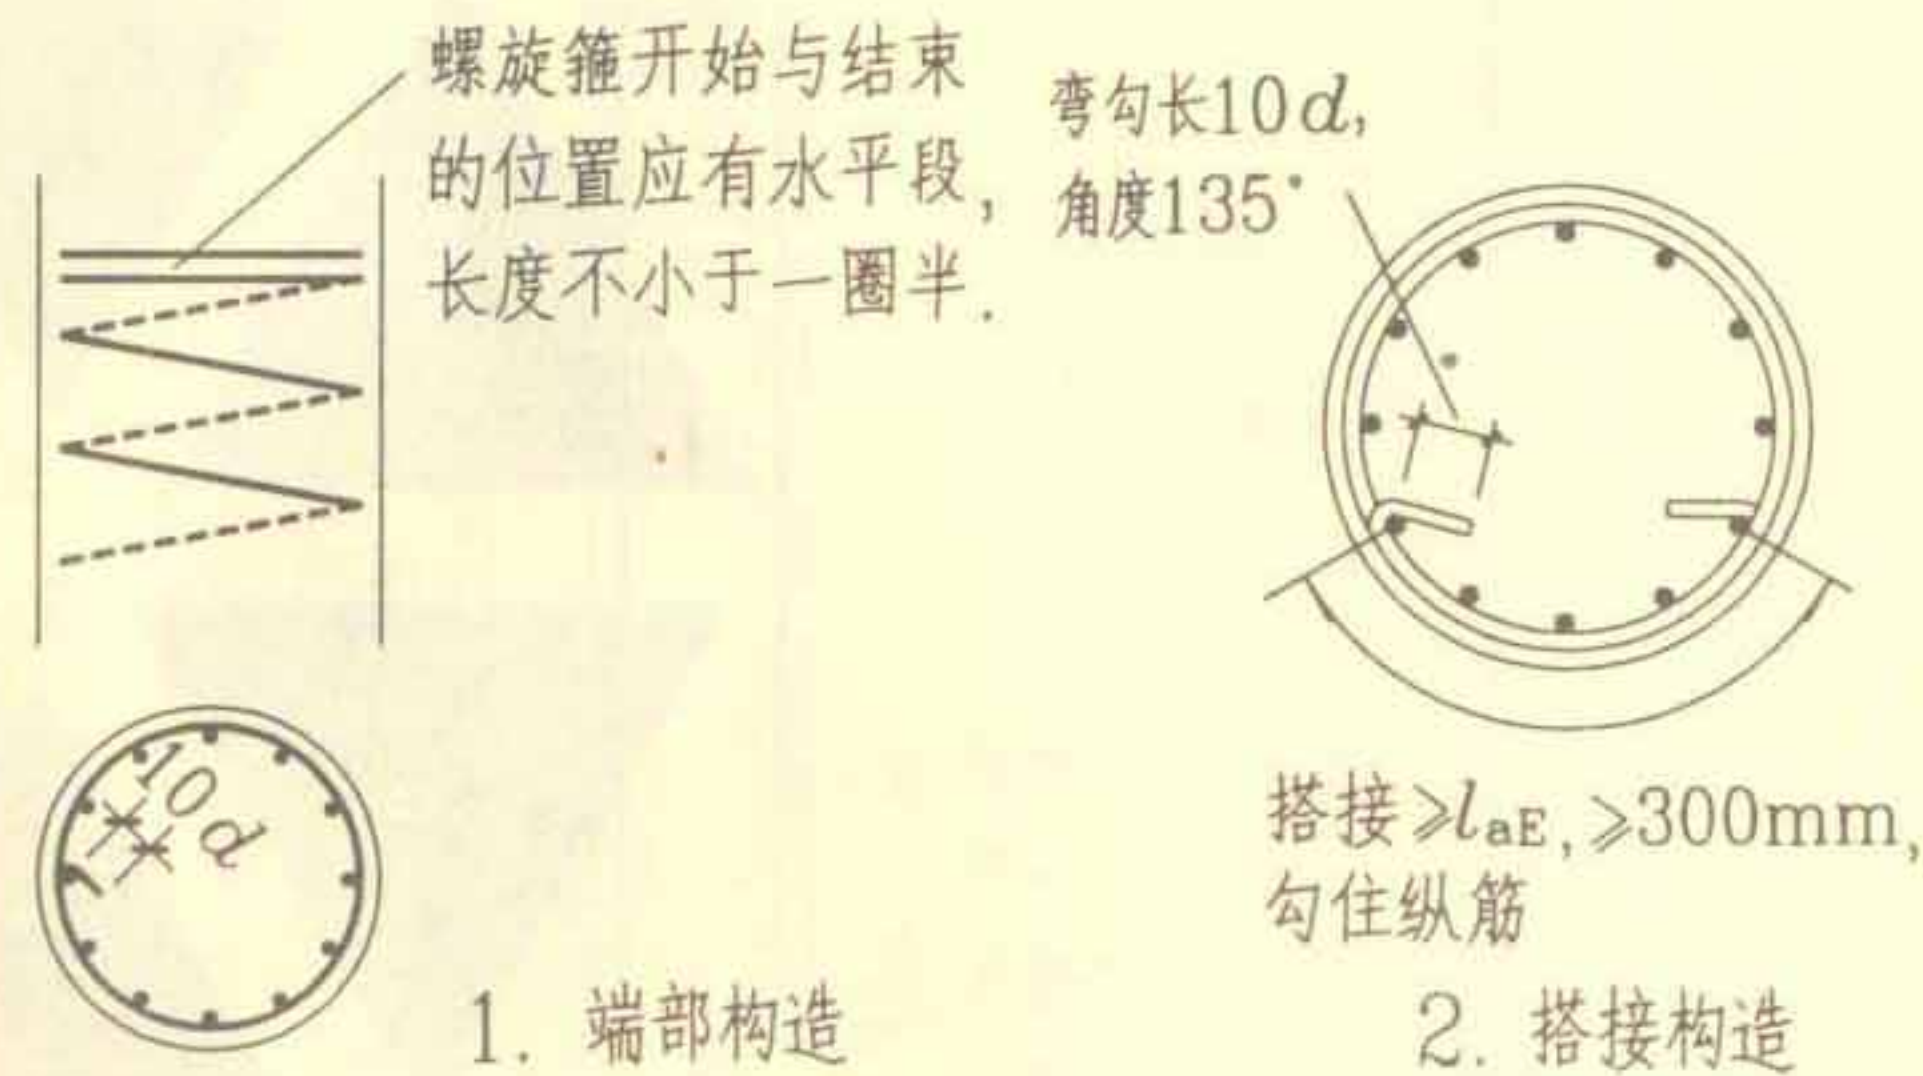 螺旋箍开始与结束
的位置应有水平段,
长度不小于一圈半.
10d
1. 端部构造
弯勾长10d,
角度135°
搭接≥laE,≥300mm,
勾住纵筋
2. 搭接构造